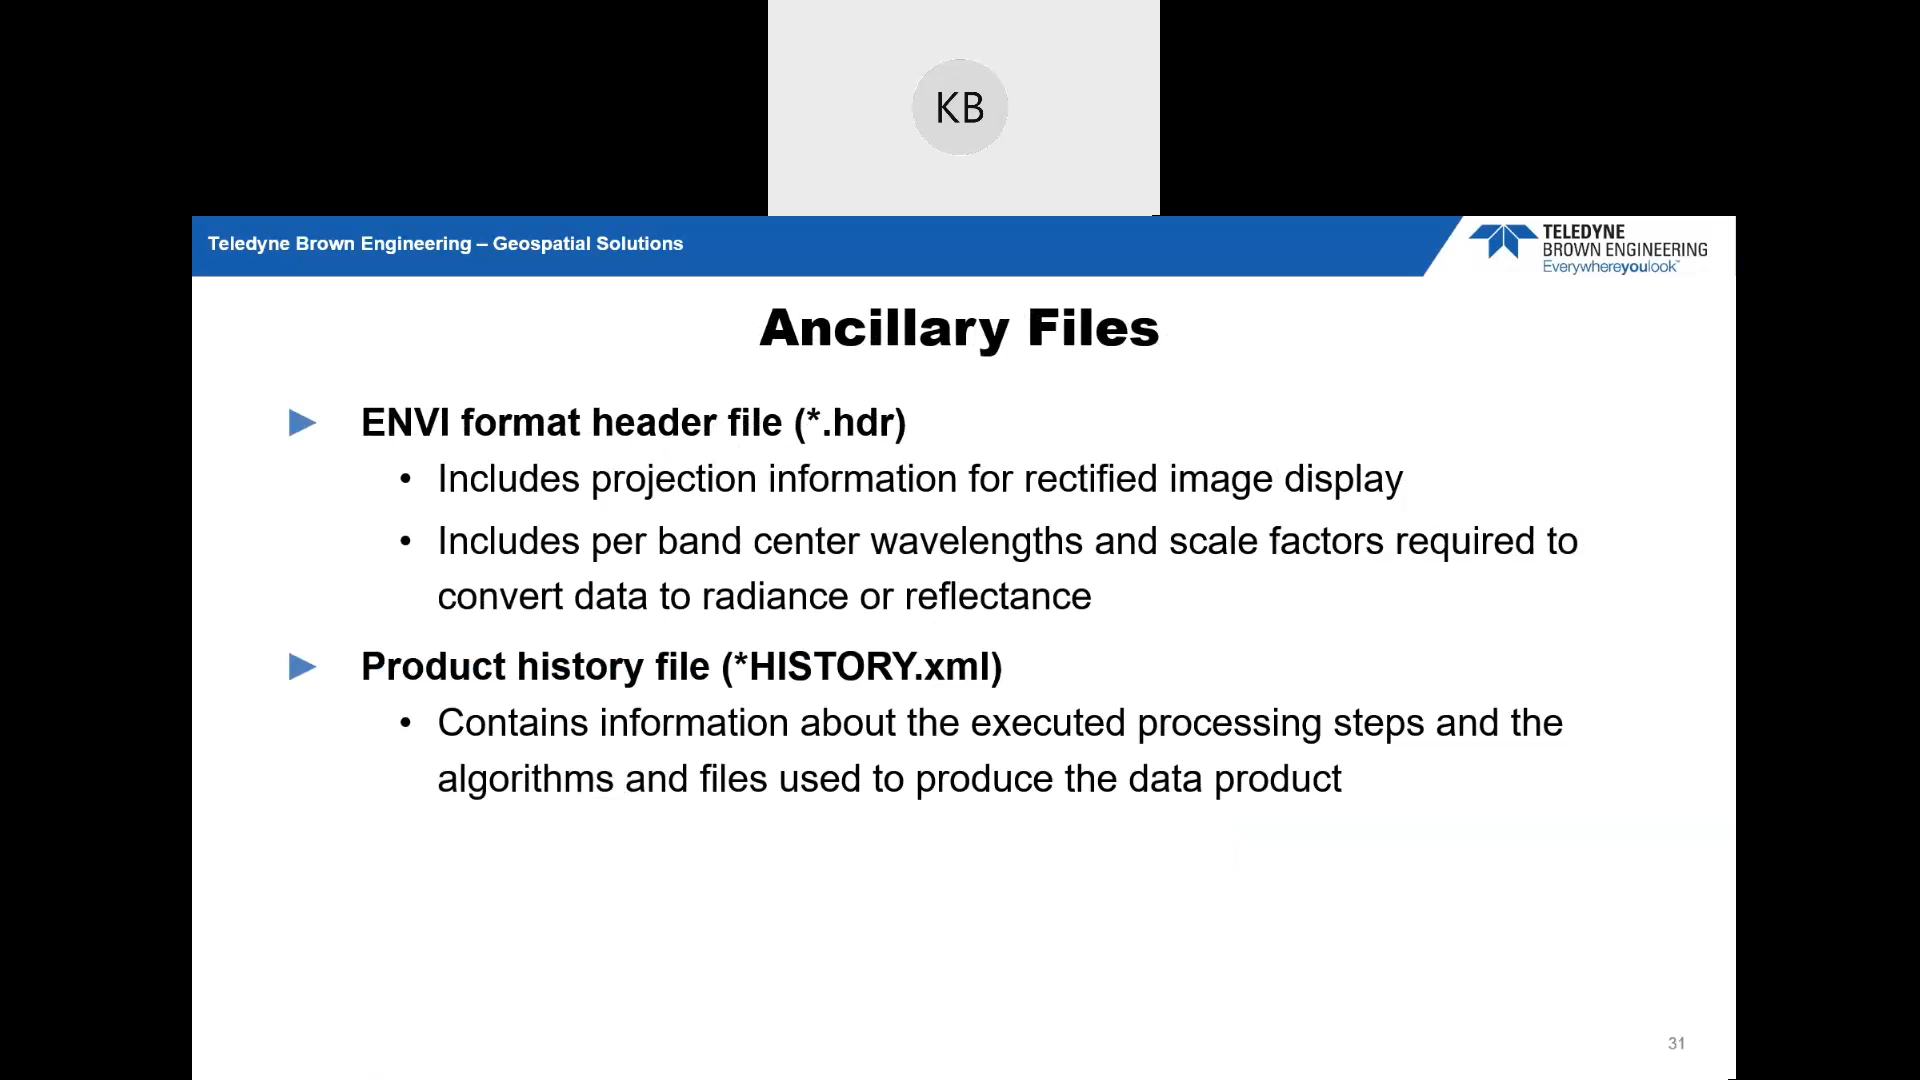 KB
Teledyne Brown Engineering – Geospatial Solutions
TELEDYNE
BROWN ENGINEERING
Everywhereyoulook™
Ancillary Files
► ENVI format header file (*.hdr)
• Includes projection information for rectified image display
• Includes per band center wavelengths and scale factors required to
convert data to radiance or reflectance
► Product history file (*HISTORY.xml)
• Contains information about the executed processing steps and the
algorithms and files used to produce the data product
31